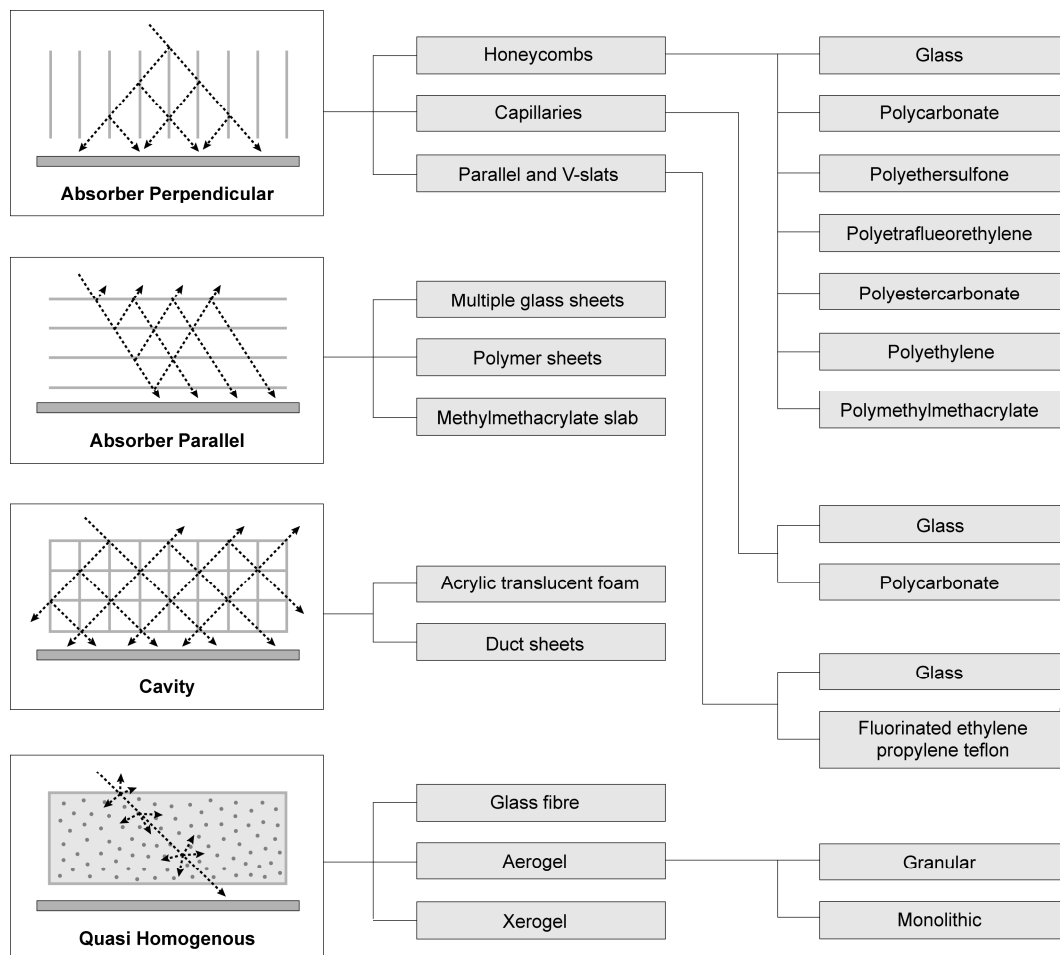 Absorber Perpendicular
Honeycombs
Capillaries
Parallel and V-slats
Glass
Polycarbonate
Polyethersulfone
Polyetraflueorethylene
Polyestercarbonate
Polyethylene
Polymethylmethacrylate
Absorber Parallel
Multiple glass sheets
Polymer sheets
Methylmethacrylate slab
Glass
Polycarbonate
Cavity
Acrylic translucent foam
Duct sheets
Glass
Fluorinated ethylene
propylene teflon
Quasi Homogenous
Glass fibre
Aerogel
Xerogel
Granular
Monolithic